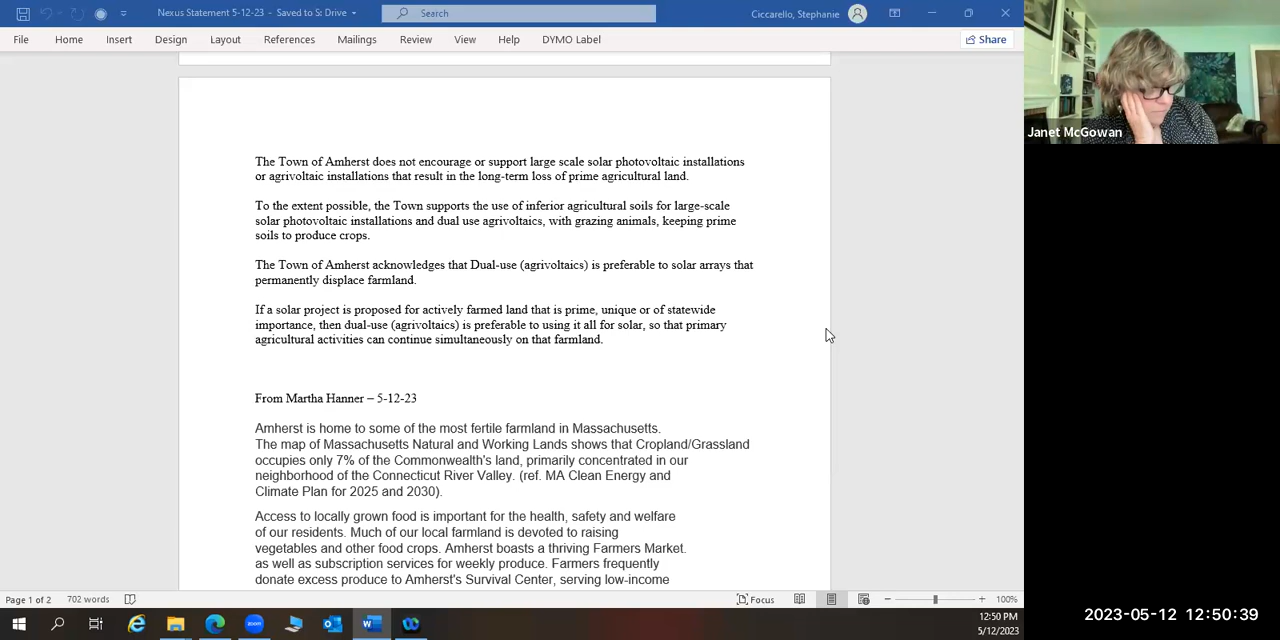 Nexus Statement 5-12-23 - Saved to S: Drive
Search
Ciccarello, Stephanie
File Home Insert Design Layout References Mailings Review View Help DYMO Label
Share
The Town of Amherst does not encourage or support large scale solar photovoltaic installations
or agrivoltaic installations that result in the long-term loss of prime agricultural land.
To the extent possible, the Town supports the use of inferior agricultural soils for large-scale
solar photovoltaic installations and dual use agrivoltaics, with grazing animals, keeping prime
soils to produce crops.
The Town of Amherst acknowledges that Dual-use (agrivoltaics) is preferable to solar arrays that
permanently displace farmland.
If a solar project is proposed for actively farmed land that is prime, unique or of statewide
importance, then dual-use (agrivoltaics) is preferable to using it all for solar, so that primary
agricultural activities can continue simultaneously on that farmland.
From Martha Hanner – 5-12-23
Amherst is home to some of the most fertile farmland in Massachusetts.
The map of Massachusetts Natural and Working Lands shows that Cropland/Grassland
occupies only 7% of the Commonwealth's land, primarily concentrated in our
neighborhood of the Connecticut River Valley. (ref. MA Clean Energy and
Climate Plan for 2025 and 2030).
Access to locally grown food is important for the health, safety and welfare
of our residents. Much of our local farmland is devoted to raising
vegetables and other food crops. Amherst boasts a thriving Farmers Market.
as well as subscription services for weekly produce. Farmers frequently
donate excess produce to Amherst's Survival Center, serving low-income
Page 1 of 2 702 words
Focus
100%
zoom
12:50 PM
5/12/2023
Janet McGowan
2023-05-12 12:50:39